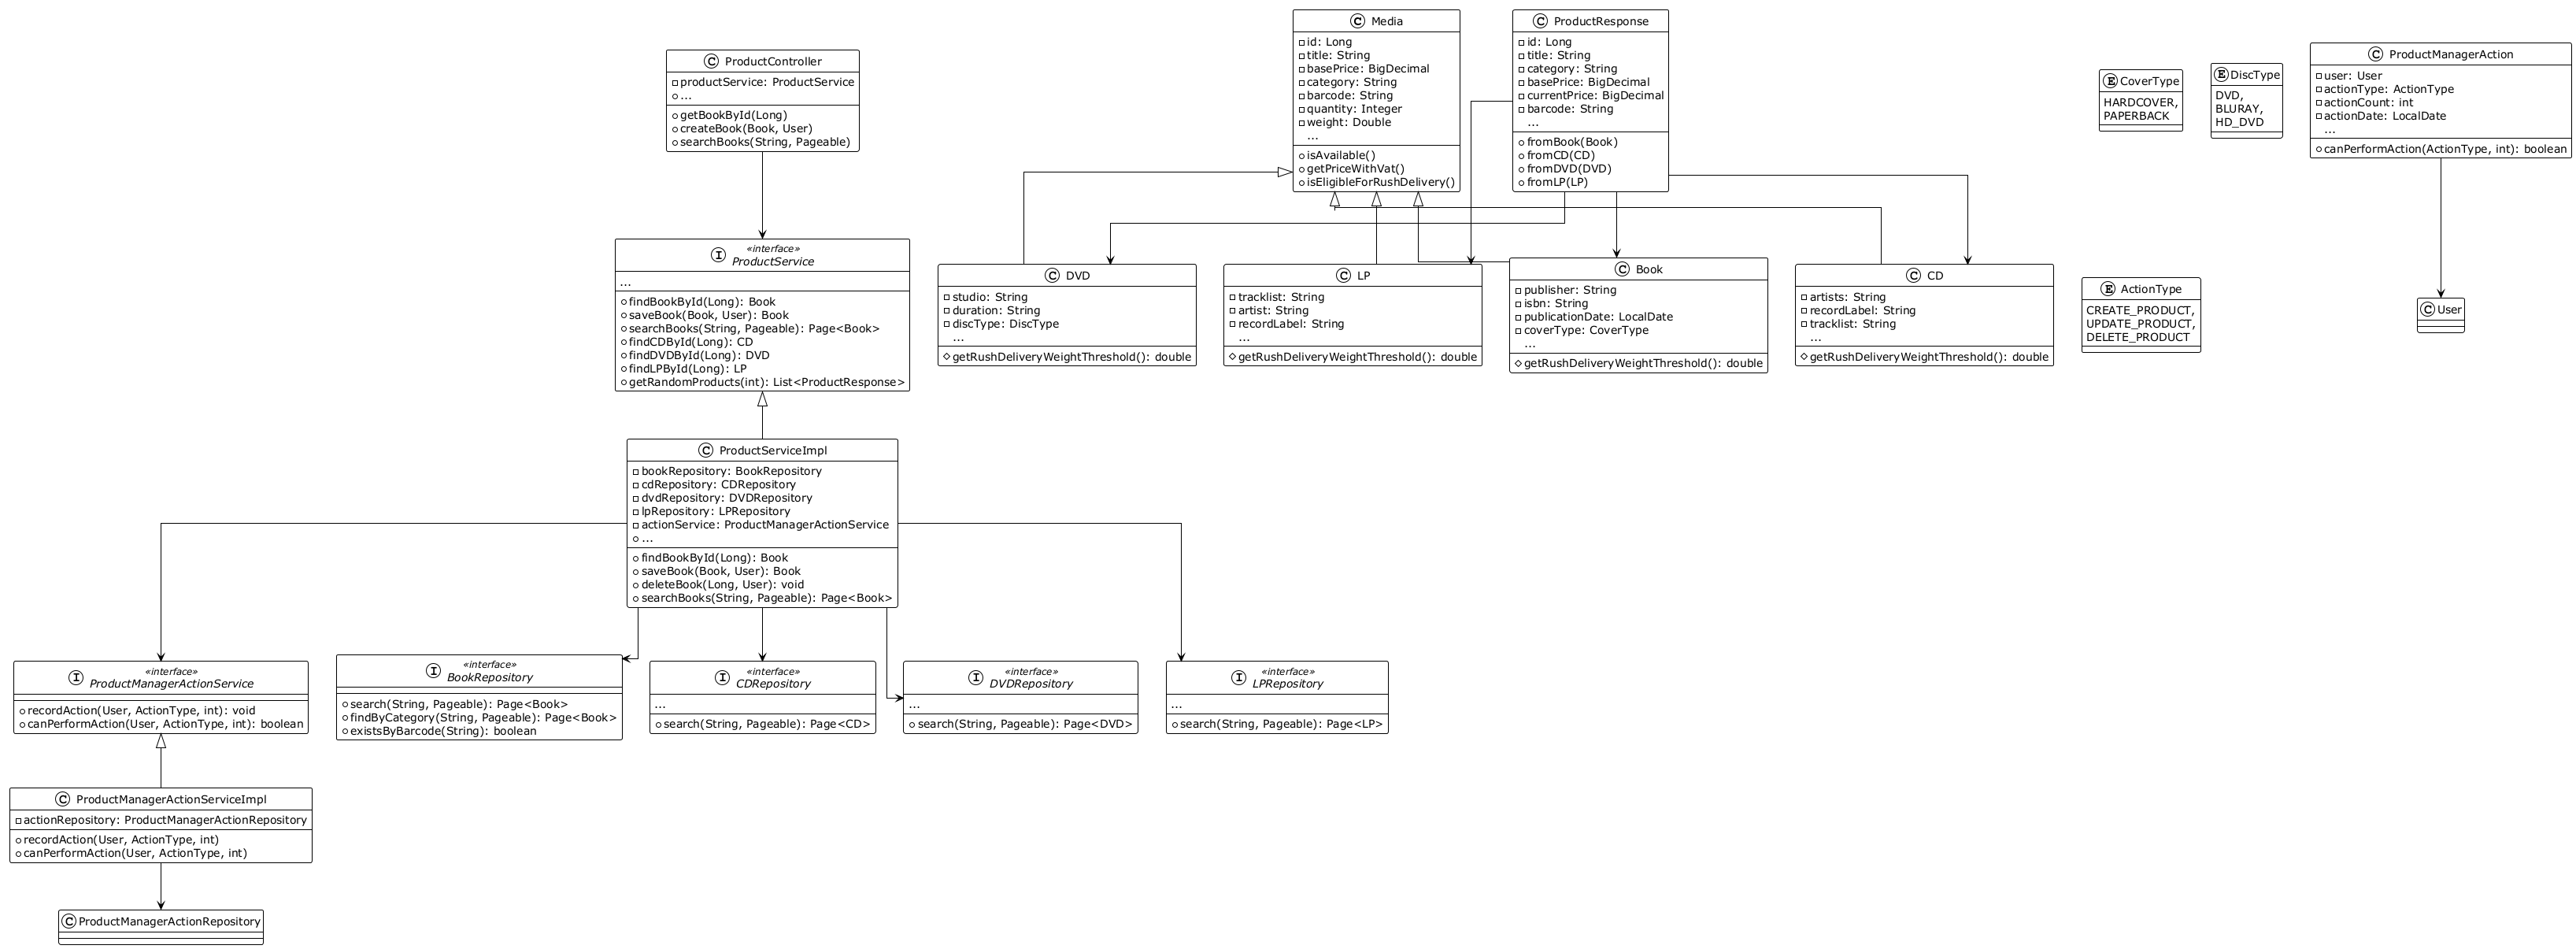 C Media
id: Long
title: String
basePrice: BigDecimal
category: String
barcode: String
quantity: Integer
weight: Double
...
isAvailable()
getPriceWithVat()
isEligibleForRushDelivery()
C ProductResponse
id: Long
title: String
category: String
basePrice: BigDecimal
currentPrice: BigDecimal
barcode: String
...
fromBook(Book)
fromCD(CD)
fromDVD(DVD)
fromLP(LP)
C ProductController
productService: ProductService
...
getBookById(Long)
createBook(Book, User)
searchBooks(String, Pageable)
E CoverType
HARDCOVER,
PAPERBACK
E DiscType
DVD,
BLURAY,
HD_DVD
C ProductManagerAction
user: User
actionType: ActionType
actionCount: int
actionDate: LocalDate
...
canPerformAction(ActionType, int): boolean
I «interface»
ProductService
...
findBookById(Long): Book
saveBook(Book, User): Book
searchBooks(String, Pageable): Page<Book>
findCDById(Long): CD
findDVDById(Long): DVD
findLPById(Long): LP
getRandomProducts(int): List<ProductResponse>
C DVD
studio: String
duration: String
discType: DiscType
...
getRushDeliveryWeightThreshold(): double
C LP
tracklist: String
artist: String
recordLabel: String
...
getRushDeliveryWeightThreshold(): double
C Book
publisher: String
isbn: String
publicationDate: LocalDate
coverType: CoverType
...
getRushDeliveryWeightThreshold(): double
C CD
artists: String
recordLabel: String
tracklist: String
...
getRushDeliveryWeightThreshold(): double
E ActionType
CREATE_PRODUCT,
UPDATE_PRODUCT,
DELETE_PRODUCT
C User
C ProductServiceImpl
bookRepository: BookRepository
cdRepository: CDRepository
dvdRepository: DVDRepository
lpRepository: LPRepository
actionService: ProductManagerActionService
...
findBookById(Long): Book
saveBook(Book, User): Book
deleteBook(Long, User): void
searchBooks(String, Pageable): Page<Book>
I «interface»
ProductManagerActionService
recordAction(User, ActionType, int): void
canPerformAction(User, ActionType, int): boolean
I «interface»
BookRepository
search(String, Pageable): Page<Book>
findByCategory(String, Pageable): Page<Book>
existsByBarcode(String): boolean
I «interface»
CDRepository
...
search(String, Pageable): Page<CD>
I «interface»
DVDRepository
...
search(String, Pageable): Page<DVD>
I «interface»
LPRepository
...
search(String, Pageable): Page<LP>
C ProductManagerActionServiceImpl
actionRepository: ProductManagerActionRepository
recordAction(User, ActionType, int)
canPerformAction(User, ActionType, int)
C ProductManagerActionRepository